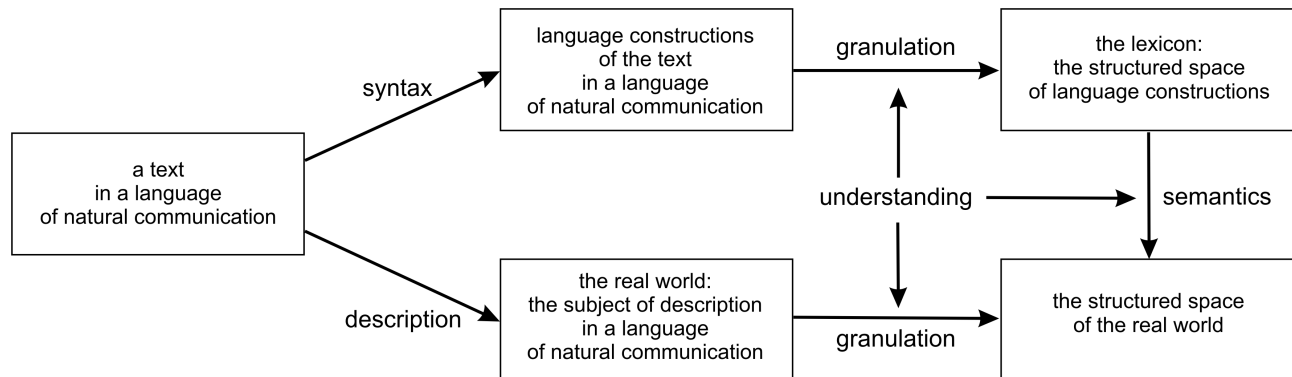 a text
in a language
of natural communication
syntax
description
language constructions
of the text
in a language
of natural communication
the real world:
the subject of description
in a language
of natural communication
granulation
understanding
granulation
the lexicon:
the structured space
of language constructions
semantics
the structured space
of the real world